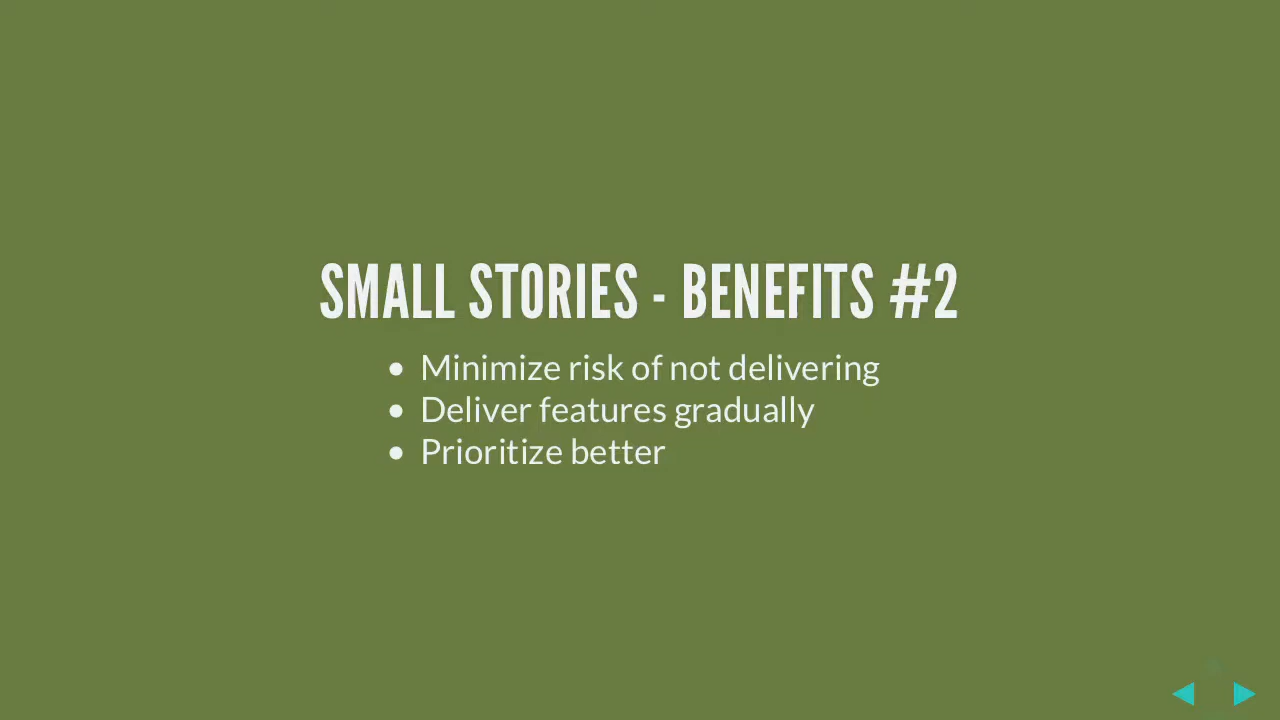 SMALL STORIES - BENEFITS #2
• Minimize risk of not delivering
• Deliver features gradually
• Prioritize better